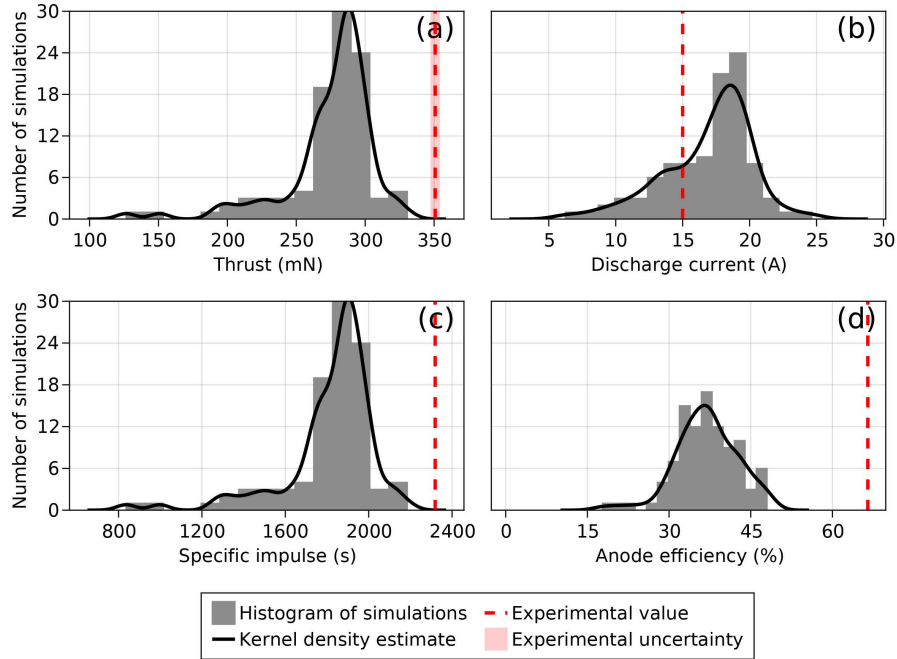 (a)
30
24
18
12
6
0
Number of simulations
100 150 200 250 300 350
Thrust (mN)
(b)
5 10 15 20 25 30
Discharge current (A)
(c)
30
24
18
12
6
0
Number of simulations
800 1200 1600 2000 2400
Specific impulse (s)
(d)
0 15 30 45 60
Anode efficiency (%)
Histogram of simulations
Kernel density estimate
Experimental value
Experimental uncertainty